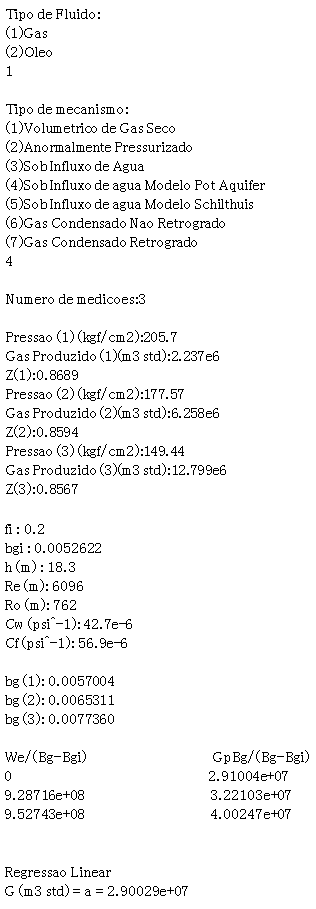 Tipo de Fluido:
(1)Gas
(2)Oleo
1
Tipo de mecanismo:
(1)Volumetrico de Gas Seco
(2)Anormalmente Pressurizado
(3)Sob Influxo de Agua
(4)Sob Influxo de agua Modelo Pot Aquifer
(5)Sob Influxo de agua Modelo Schilthuis
(6)Gas Condensado Nao Retrogrado
(7)Gas Condensado Retrogrado
4
Numero de medicoes:3
Pressao (1)(kgf/cm2):205.7
Gas Produzido (1)(m3 std):2.237e6
Z(1):0.8689
Pressao (2)(kgf/cm2):177.57
Gas Produzido (2)(m3 std):6.258e6
Z(2):0.8594
Pressao (3)(kgf/cm2):149.44
Gas Produzido (3)(m3 std):12.799e6
Z(3):0.8567
fi : 0.2
bgi : 0.0052622
h (m) : 18.3
Re (m): 6096
Ro (m): 762
Cw (psi^-1): 42.7e-6
Cf (psi^-1): 56.9e-6
bg (1): 0.0057004
bg (2): 0.0065311
bg (3): 0.0077360
We/(Bg-Bgi) GpBg/(Bg-Bgi)
0 2.91004e+07
9.28716e+08 3.22103e+07
9.52743e+08 4.00247e+07
Regressao Linear
G (m3 std) = a = 2.90029e+07